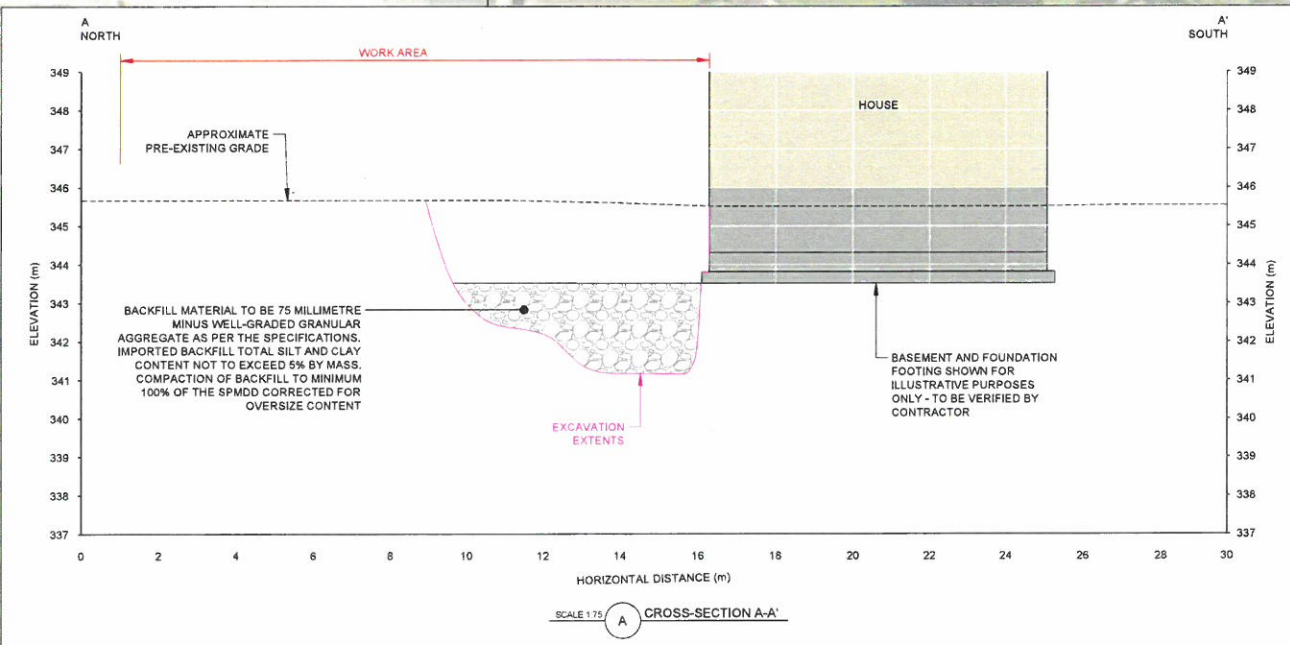 A
NORTH
A'
SOUTH
WORK AREA
HOUSE
APPROXIMATE
PRE-EXISTING GRADE
349
348
347
346
345
344
343
342
341
340
339
338
337
ELEVATION (m)
BACKFILL MATERIAL TO BE 75 MILLIMETRE
MINUS WELL-GRADED GRANULAR
AGGREGATE AS PER THE SPECIFICATIONS.
IMPORTED BACKFILL TOTAL SILT AND CLAY
CONTENT NOT TO EXCEED 5% BY MASS.
COMPACTION OF BACKFILL TO MINIMUM
100% OF THE SPMDD CORRECTED FOR
OVERSIZE CONTENT
EXCAVATION
EXTENTS
BASEMENT AND FOUNDATION
FOOTING SHOWN FOR
ILLUSTRATIVE PURPOSES
ONLY - TO BE VERIFIED BY
CONTRACTOR
349
348
347
346
345
344
343
342
341
340
339
338
337
ELEVATION (m)
0 2 4 6 8 10 12 14 16 18 20 22 24 26 28 30
HORIZONTAL DISTANCE (m)
SCALE 1:75 A CROSS-SECTION A-A'